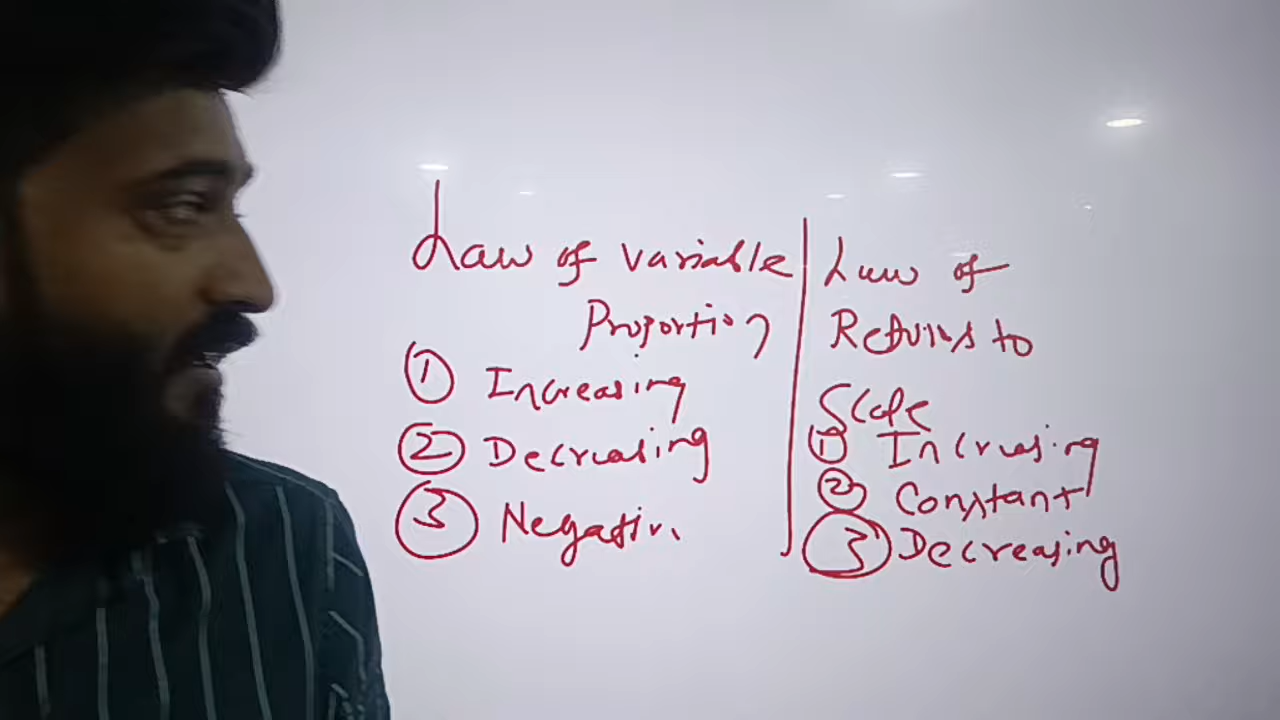 Law of variable
Proportion
① Increasing
② Decreasing
③ Negativ
Law of
Returns to
Scale
① Increasing
② Constant
③ Decreasing